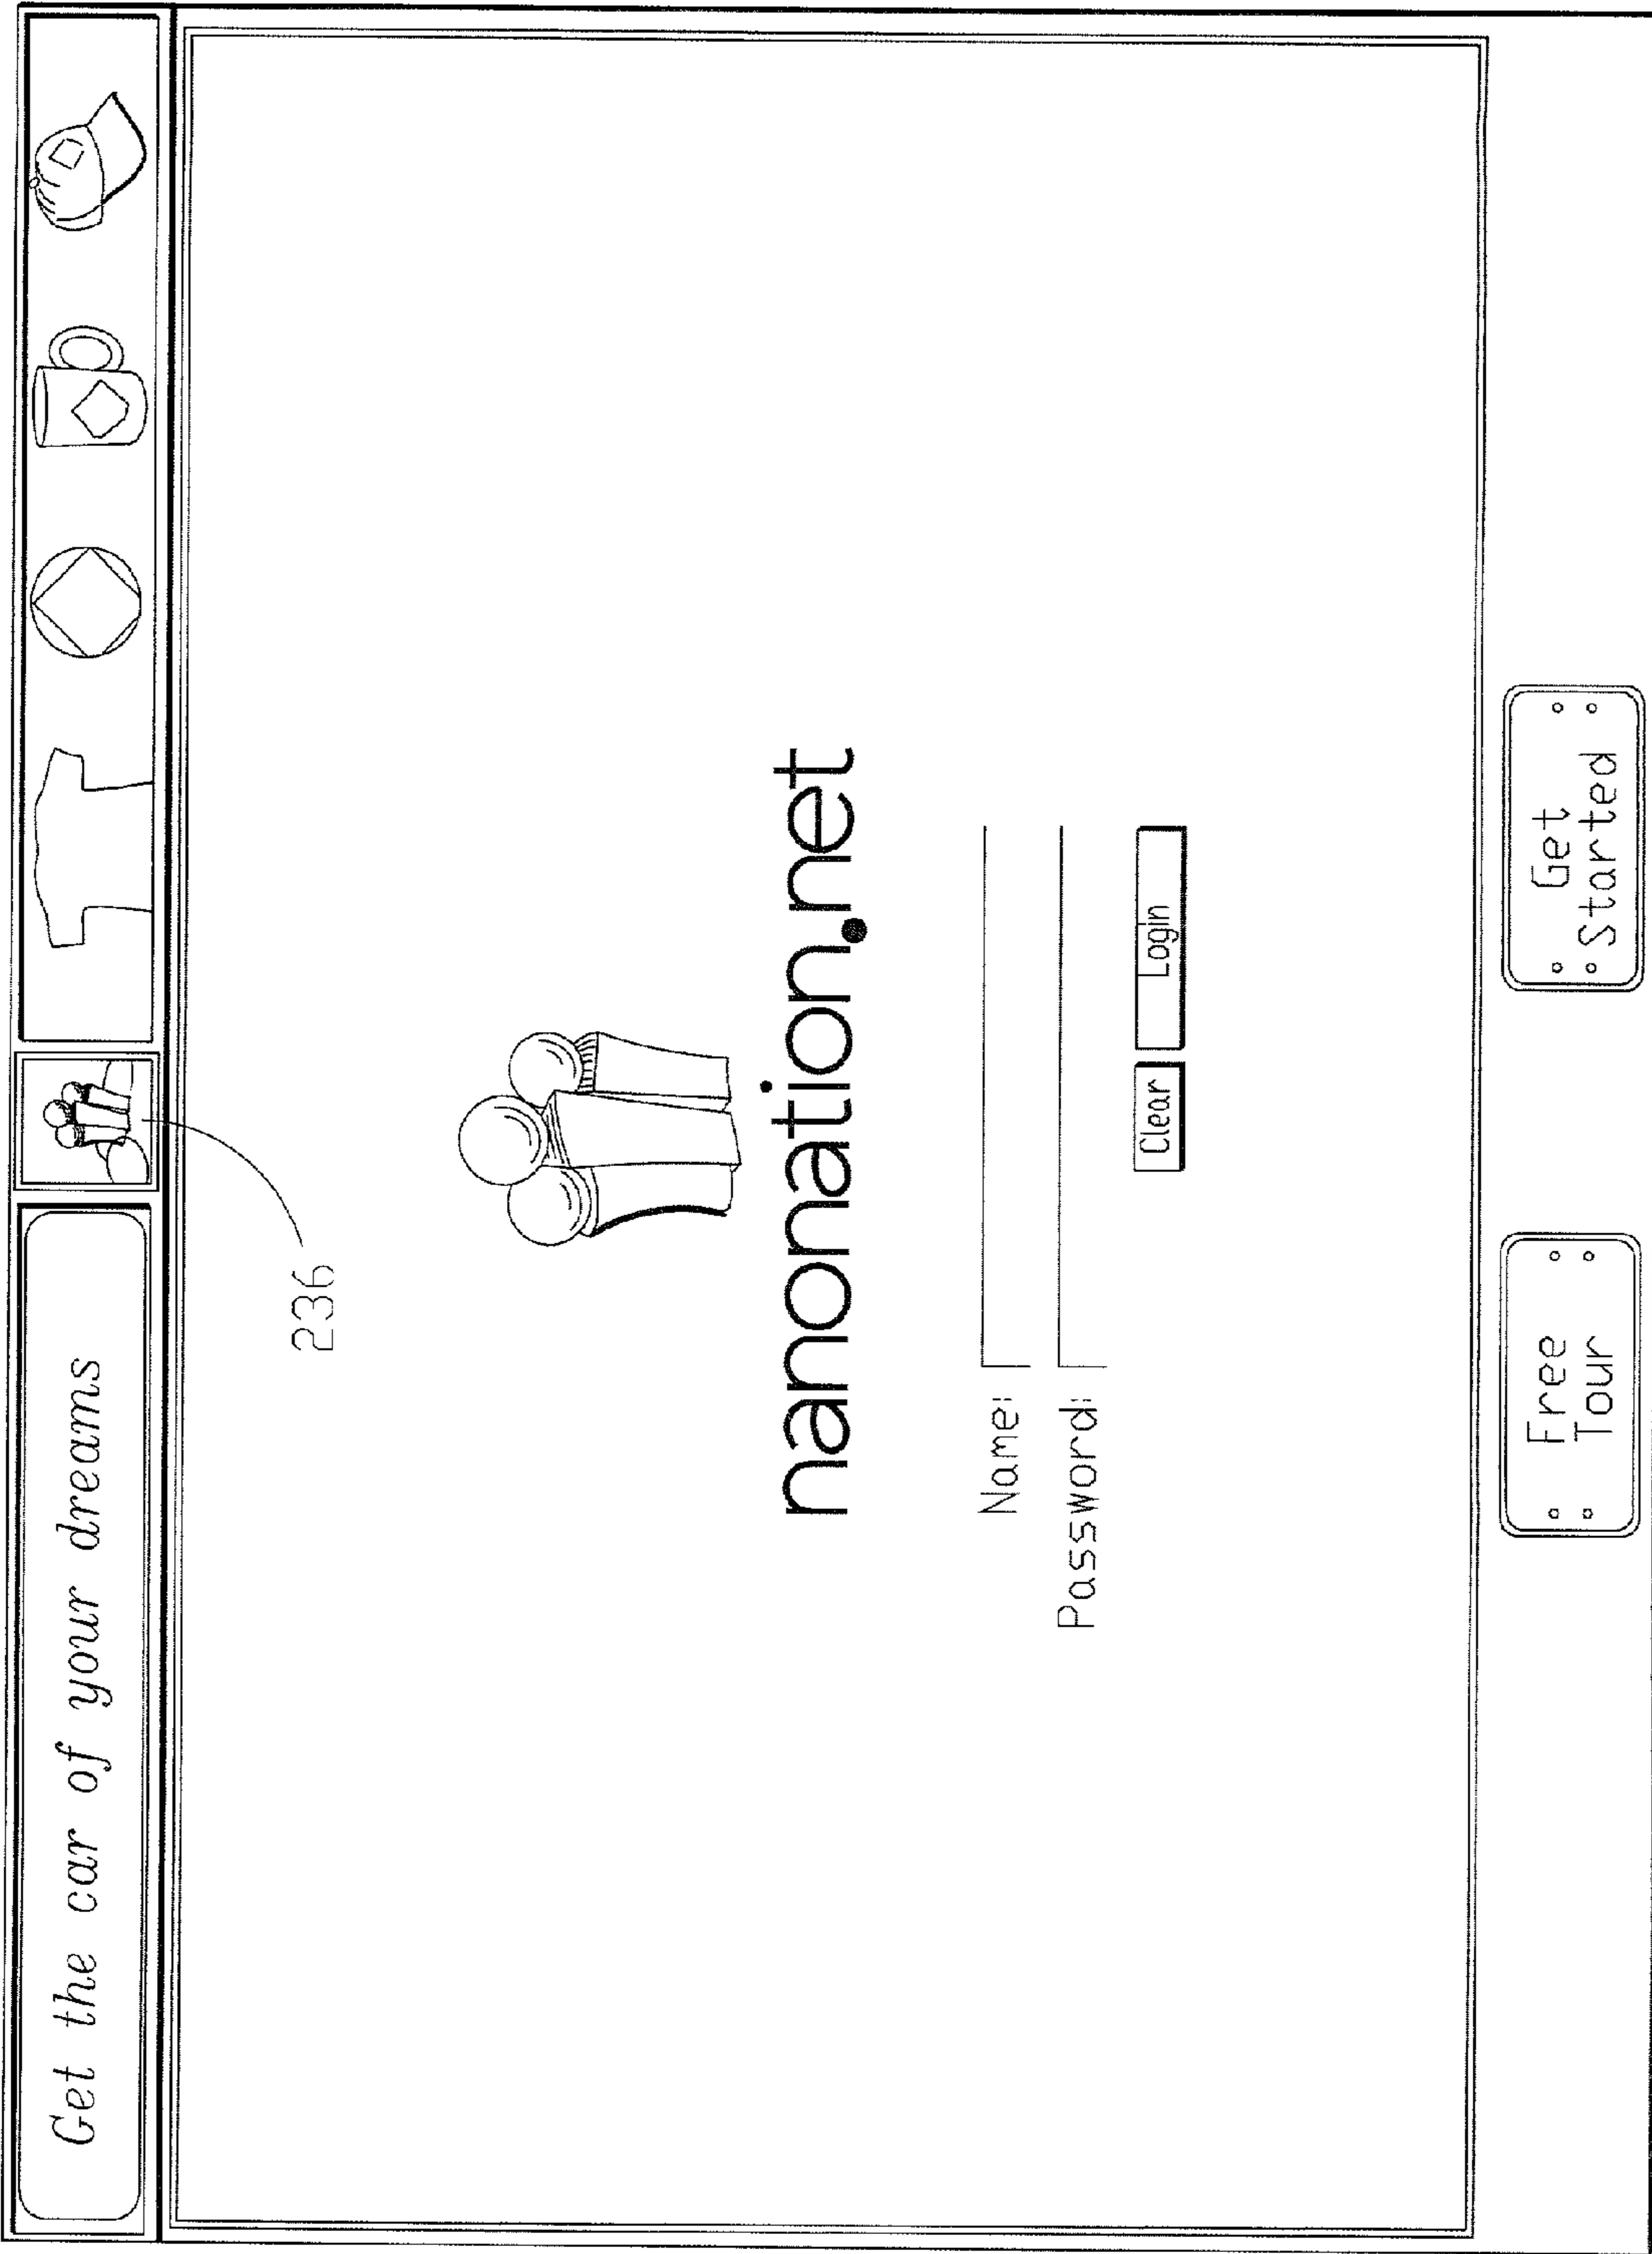 Get the car of your dreams
236
nanonation.net
Name:
Password:
Clear Login
Free
Tour
Get
Started